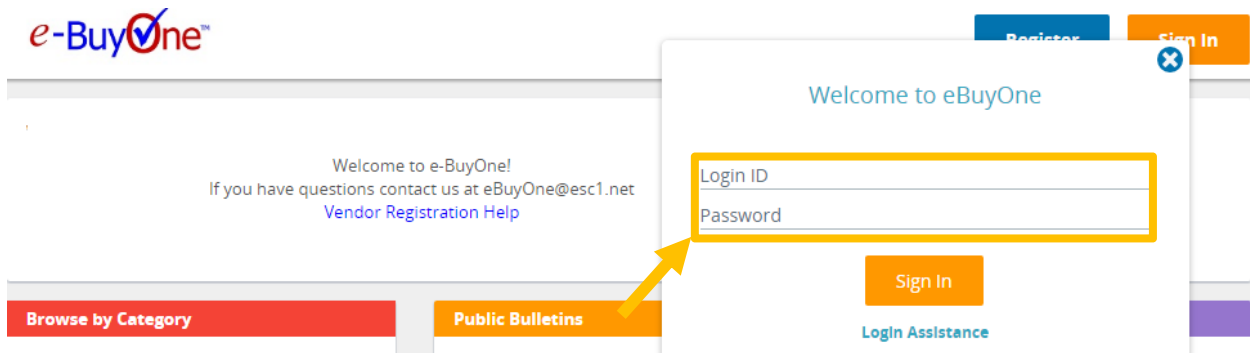 e-BuyOne™
Register
Sign In
Welcome to eBuyOne
Welcome to e-BuyOne!
If you have questions contact us at eBuyOne@esc1.net
Vendor Registration Help
Login ID
Password
Sign In
Login Assistance
Browse by Category
Public Bulletins